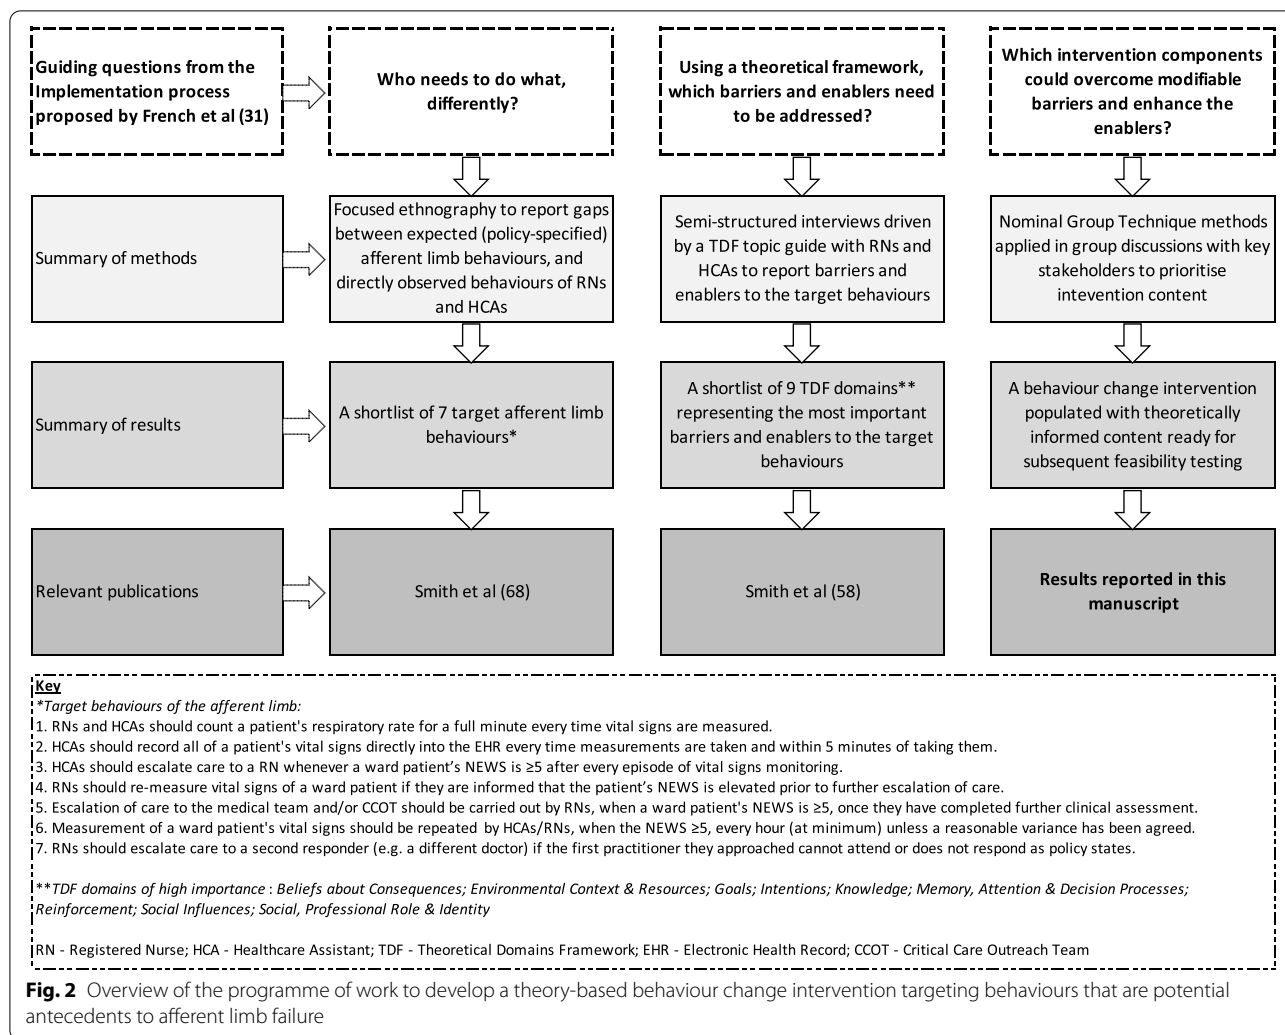 Guiding questions from the
Implementation process
proposed by French et al (31)
Who needs to do what,
differently?
Using a theoretical framework,
which barriers and enablers need
to be addressed?
Which intervention components
could overcome modifiable
barriers and enhance the
enablers?
Summary of methods
Focused ethnography to report gaps
between expected (policy-specified)
afferent limb behaviours, and
directly observed behaviours of RNs
and HCAs
Semi-structured interviews driven
by a TDF topic guide with RNs and
HCAs to report barriers and
enablers to the target behaviours
Nominal Group Technique methods
applied in group discussions with key
stakeholders to prioritise
intevention content
Summary of results
A shortlist of 7 target afferent limb
behaviours*
A shortlist of 9 TDF domains**
representing the most important
barriers and enablers to the target
behaviours
A behaviour change intervention
populated with theoretically
informed content ready for
subsequent feasibility testing
Relevant publications
Smith et al (68)
Smith et al (58)
Results reported in this
manuscript
Key
*Target behaviours of the afferent limb:
1. RNs and HCAs should count a patient's respiratory rate for a full minute every time vital signs are measured.
2. HCAs should record all of a patient's vital signs directly into the EHR every time measurements are taken and within 5 minutes of taking them.
3. HCAs should escalate care to a RN whenever a ward patient’s NEWS is ≥5 after every episode of vital signs monitoring.
4. RNs should re-measure vital signs of a ward patient if they are informed that the patient’s NEWS is elevated prior to further escalation of care.
5. Escalation of care to the medical team and/or CCOT should be carried out by RNs, when a ward patient's NEWS is ≥5, once they have completed further clinical assessment.
6. Measurement of a ward patient's vital signs should be repeated by HCAs/RNs, when the NEWS ≥5, every hour (at minimum) unless a reasonable variance has been agreed.
7. RNs should escalate care to a second responder (e.g. a different doctor) if the first practitioner they approached cannot attend or does not respond as policy states.
**TDF domains of high importance : Beliefs about Consequences; Environmental Context & Resources; Goals; Intentions; Knowledge; Memory, Attention & Decision Processes;
Reinforcement; Social Influences; Social, Professional Role & Identity
RN - Registered Nurse; HCA - Healthcare Assistant; TDF - Theoretical Domains Framework; EHR - Electronic Health Record; CCOT - Critical Care Outreach Team
Fig. 2 Overview of the programme of work to develop a theory-based behaviour change intervention targeting behaviours that are potential
antecedents to afferent limb failure